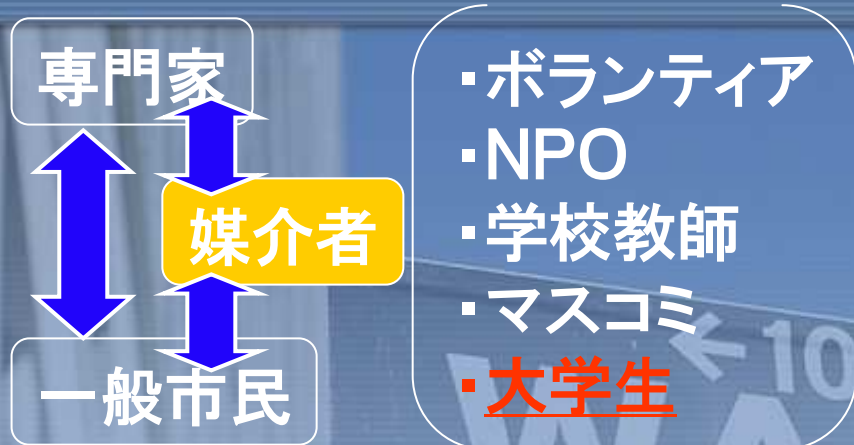 専門家
媒介者
一般市民
・ボランティア
・NPO
・学校教師
・マスコミ
・大学生
←10